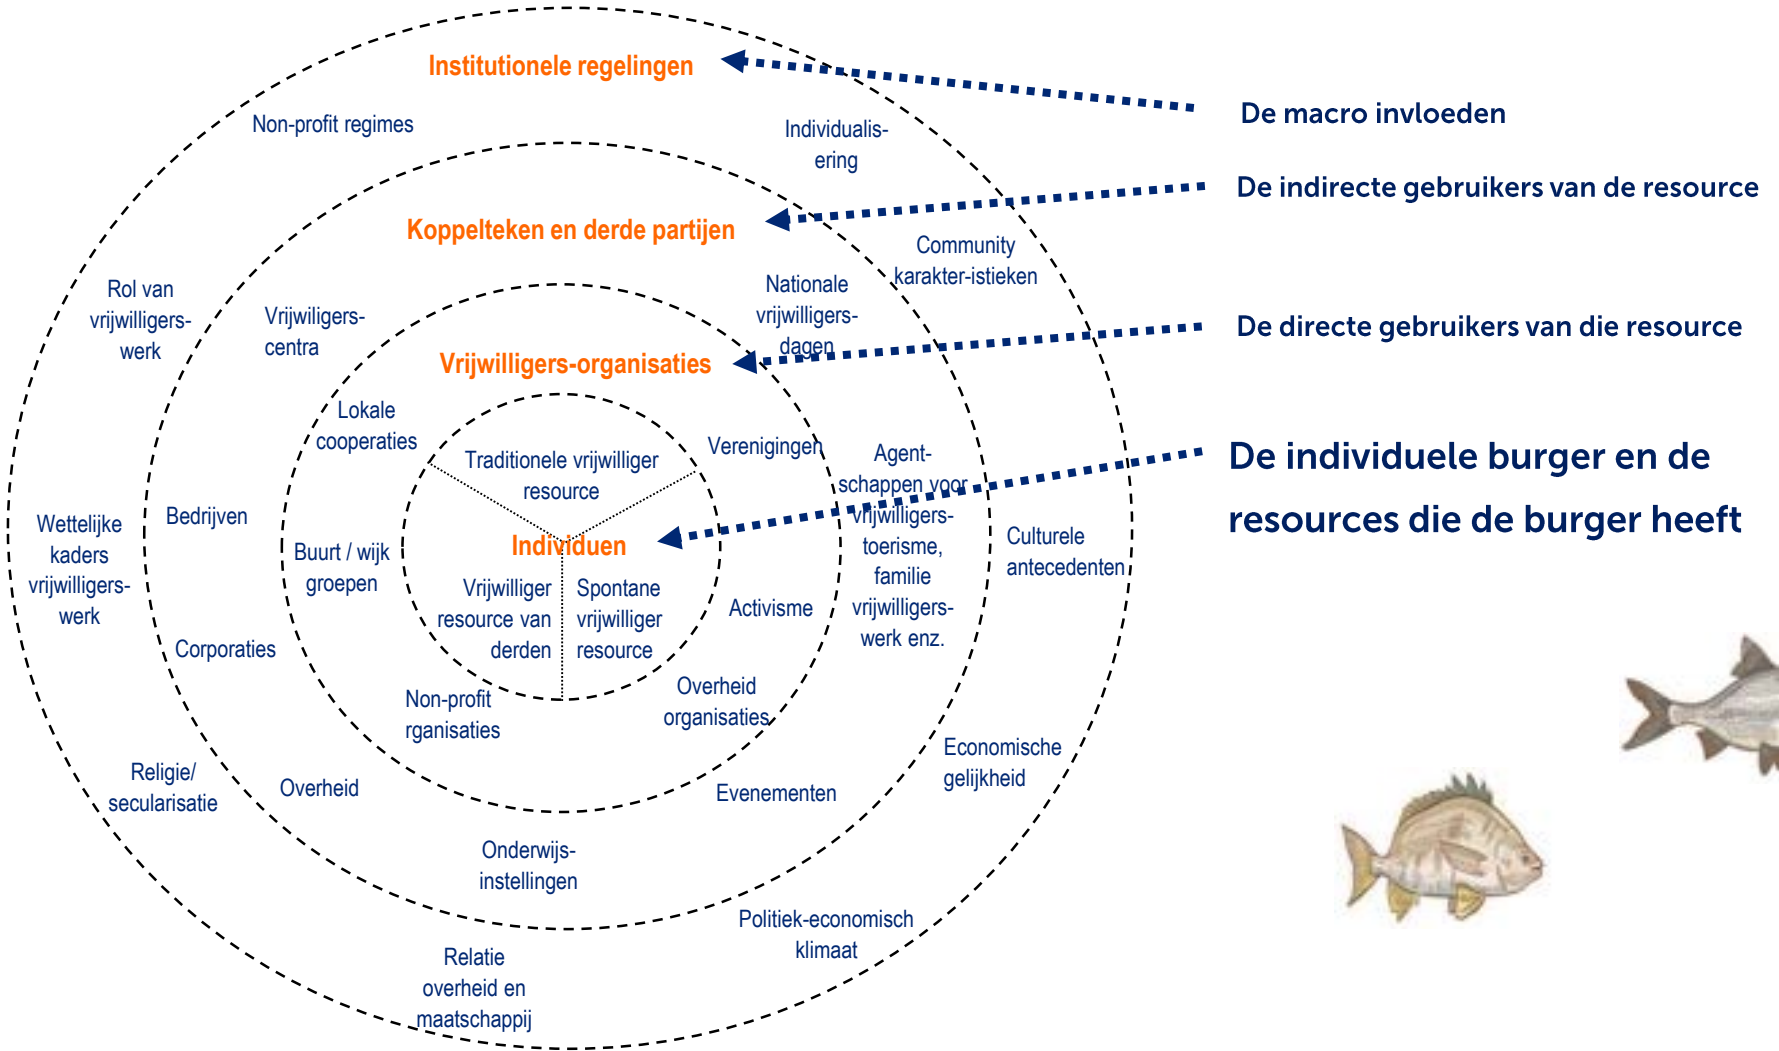 Institutionele regelingen
Non-profit regimes
Individualis-
ering
Koppelteken en derde partijen
Community
karakter-istieken
Rol van
vrijwilligers-
werk
Vrijwiligers-
centra
Nationale
vrijwilligers-
dagen
Vrijwilligers-organisaties
Lokale
cooperaties
Verenigingen
Traditionele vrijwilliger
resource
Agent-
schappen voor
vrijwilligers-
toerisme,
familie
vrijwilligers-
werk enz.
Wettelijke
kaders
vrijwilligers-
werk
Bedrijven
Buurt / wijk
groepen
Individuen
Vrijwilliger
resource van
derden
Spontane
vrijwilliger
resource
Activisme
Culturele
antecedenten
Corporaties
Non-profit
rganisaties
Overheid
organisaties
Religie/
secularisatie
Overheid
Evenementen
Economische
gelijkheid
Onderwijs-
instellingen
Politiek-economisch
klimaat
Relatie
overheid en
maatschappij
De macro invloeden
De indirecte gebruikers van de resource
De directe gebruikers van die resource
De individuele burger en de
resources die de burger heeft